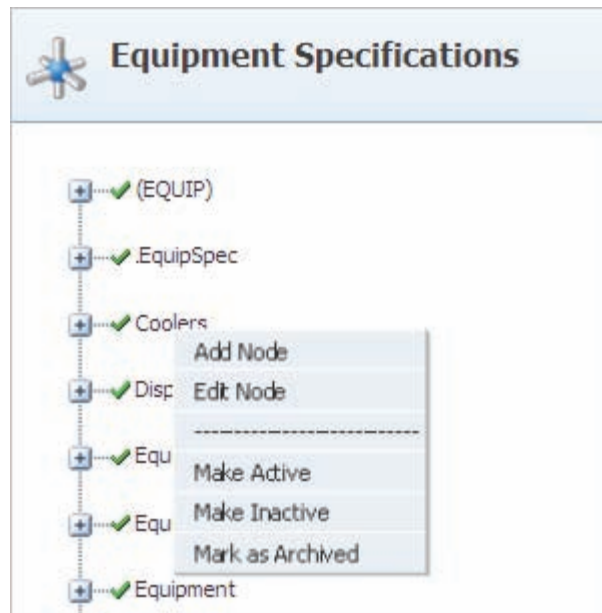 Equipment Specifications
(EQUIP)
.EquipSpec
Coolers
Add Node
Disp
Edit Node
---------------------------
Equ
Make Active
Make Inactive
Equ
Mark as Archived
Equipment